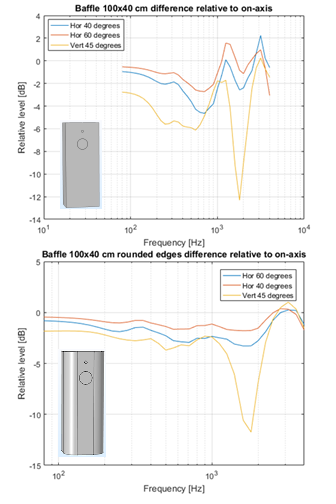 Baffle 100x40 cm difference relative to on-axis
4
2
0
-2
-4
-6
-8
-10
-12
-14
Relative level [dB]
Hor 40 degrees
Hor 60 degrees
Vert 45 degrees
10^1
10^2
10^3
10^4
Frequency [Hz]
Baffle 100x40 cm rounded edges difference relative to on-axis
5
0
-5
-10
-15
Relative level [dB]
Hor 60 degrees
Hor 40 degrees
Vert 45 degrees
10^2
10^3
Frequency [Hz]